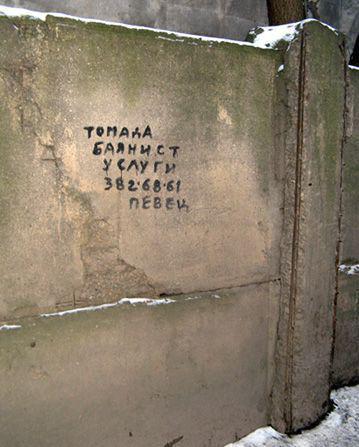 ТОМАДА
БАЯНИСТ
УСЛУГИ
382-68-61
ПЕВЕЦ